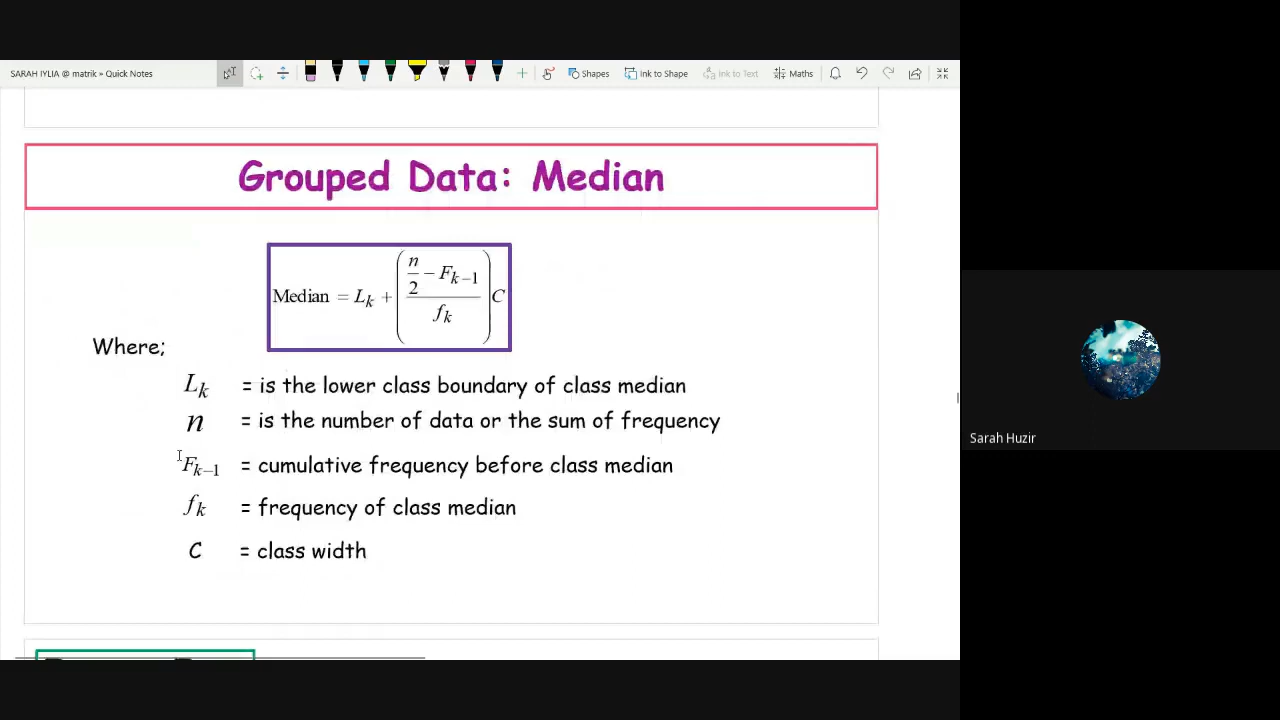 SARAH IYLIA @ matrik » Quick Notes
Shapes
Ink to Shape
Ink to Text
Maths
Grouped Data: Median
Median = L_k + ( (n/2 − F_{k−1}) / f_k ) C
Where;
L_k = is the lower class boundary of class median
n = is the number of data or the sum of frequency
F_{k−1} = cumulative frequency before class median
f_k = frequency of class median
C = class width
Sarah Huzir